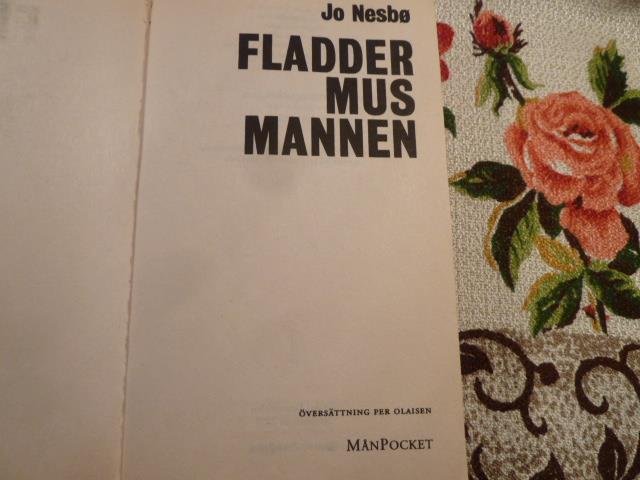 Jo Nesbø
FLADDER
MUS
MANNEN
ÖVERSÄTTNING PER OLAISEN
MÅNPOCKET